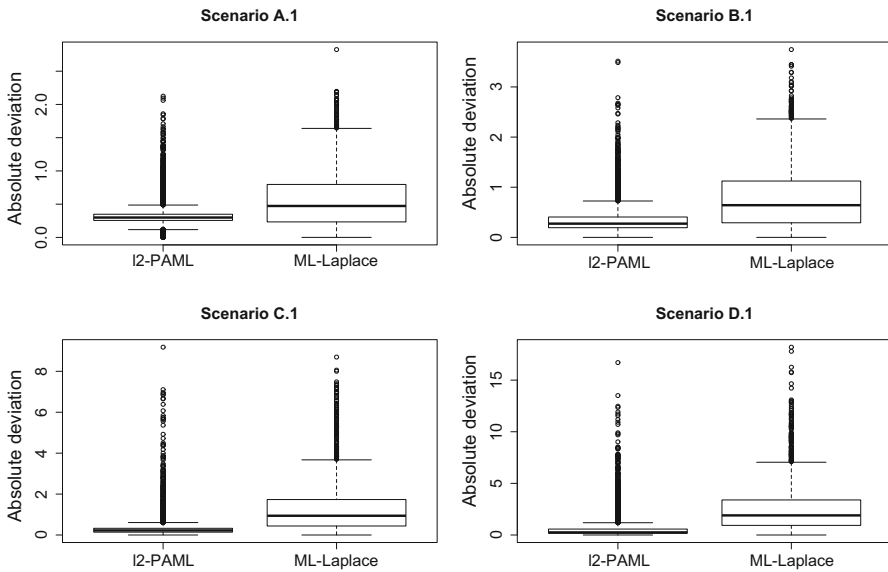 Scenario A.1
Absolute deviation
2.0
1.0
0.0
l2-PAML
ML-Laplace
Scenario B.1
Absolute deviation
3
2
1
0
l2-PAML
ML-Laplace
Scenario C.1
Absolute deviation
8
6
4
2
0
l2-PAML
ML-Laplace
Scenario D.1
Absolute deviation
15
10
5
0
l2-PAML
ML-Laplace